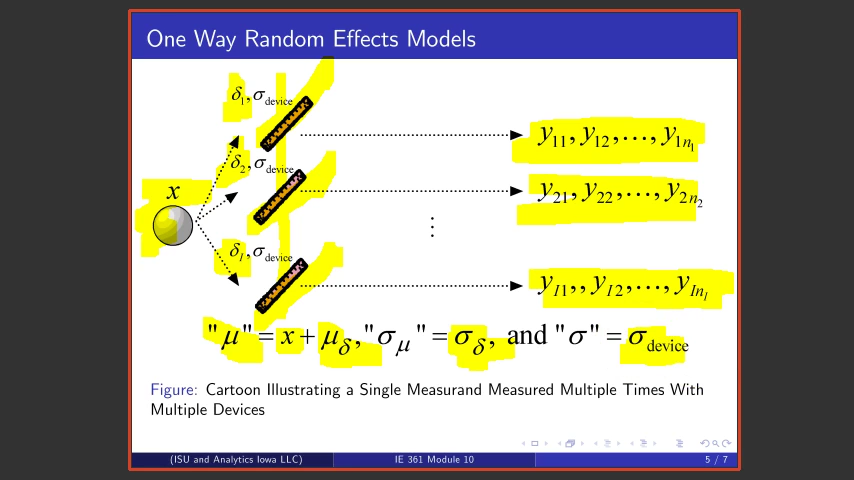 One Way Random Effects Models
δ1,σdevice
δ2,σdevice
x
δI,σdevice
y11, y12,…, y1n1
y21, y22,…, y2n2
⋮
yI1,, yI2,…, yInI
"μ"= x + μδ,"σμ"= σδ, and "σ"= σdevice
Figure: Cartoon Illustrating a Single Measurand Measured Multiple Times With
Multiple Devices
(ISU and Analytics Iowa LLC) IE 361 Module 10 5 / 7